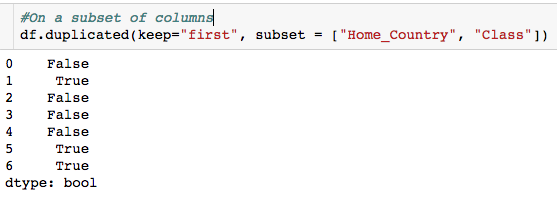 #On a subset of columns
df.duplicated(keep="first", subset = ["Home_Country", "Class"])
0    False
1     True
2    False
3    False
4    False
5     True
6     True
dtype: bool